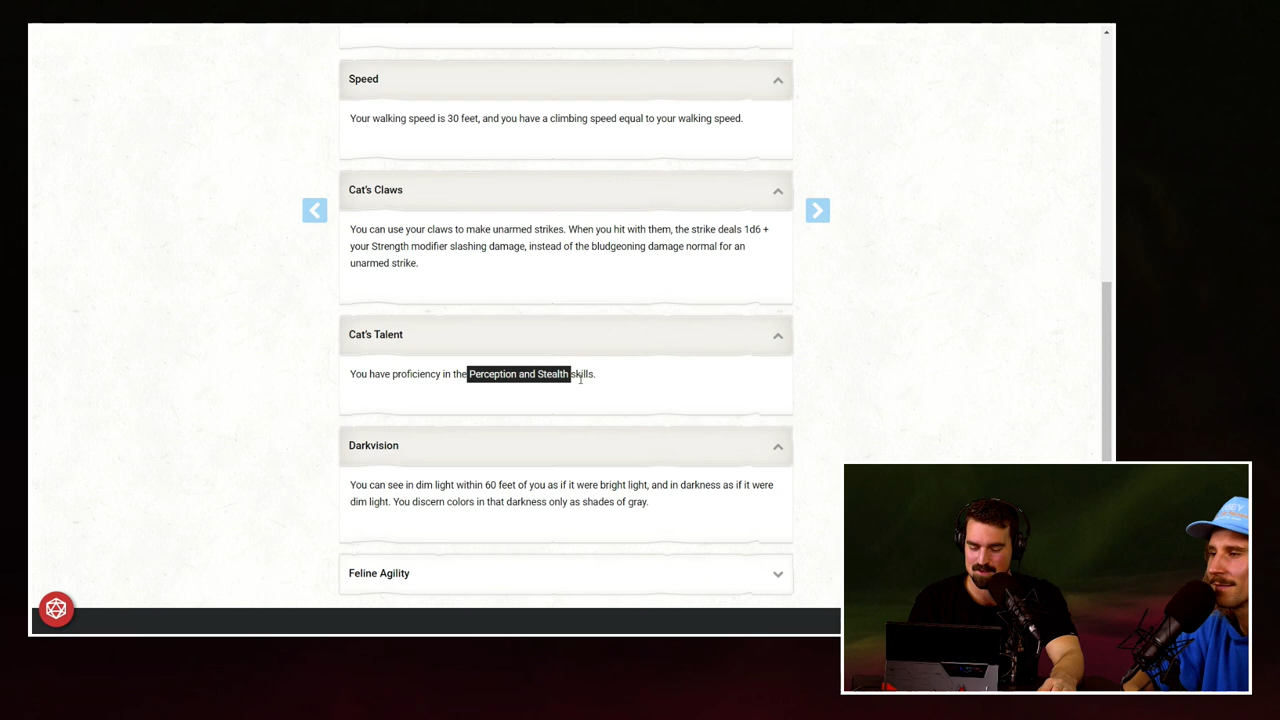 Speed
Your walking speed is 30 feet, and you have a climbing speed equal to your walking speed.
Cat's Claws
You can use your claws to make unarmed strikes. When you hit with them, the strike deals 1d6 +
your Strength modifier slashing damage, instead of the bludgeoning damage normal for an
unarmed strike.
Cat's Talent
You have proficiency in the Perception and Stealth skills.
Darkvision
You can see in dim light within 60 feet of you as if it were bright light, and in darkness as if it were
dim light. You discern colors in that darkness only as shades of gray.
Feline Agility